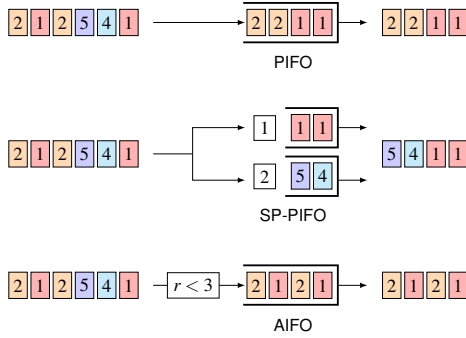 2 1 2 5 4 1 2 2 1 1 2 2 1 1
PIFO
1 1 1
2 1 2 5 4 1 5 4 1 1
2 5 4
SP-PIFO
2 1 2 5 4 1 r < 3 2 1 2 1 2 1 2 1
AIFO